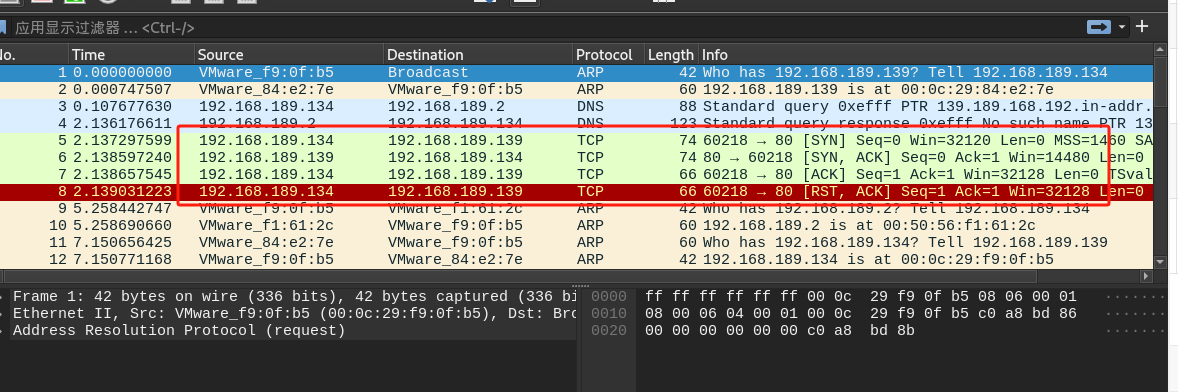 应用显示过滤器 … <Ctrl-/>
No. Time Source Destination Protocol Length Info
1 0.000000000 VMware_f9:0f:b5 Broadcast ARP 42 Who has 192.168.189.139? Tell 192.168.189.134
2 0.000747507 VMware_84:e2:7e VMware_f9:0f:b5 ARP 60 192.168.189.139 is at 00:0c:29:84:e2:7e
3 0.107677630 192.168.189.134 192.168.189.2 DNS 88 Standard query 0xefff PTR 139.189.168.192.in-addr.
4 2.136176611 192.168.189.2 192.168.189.134 DNS 123 Standard query response 0xefff No such name PTR 13
5 2.137297599 192.168.189.134 192.168.189.139 TCP 74 60218 → 80 [SYN] Seq=0 Win=32120 Len=0 MSS=1460 SA
6 2.138597240 192.168.189.139 192.168.189.134 TCP 74 80 → 60218 [SYN, ACK] Seq=0 Ack=1 Win=14480 Len=0
7 2.138657545 192.168.189.134 192.168.189.139 TCP 66 60218 → 80 [ACK] Seq=1 Ack=1 Win=32128 Len=0 TSval
8 2.139031223 192.168.189.134 192.168.189.139 TCP 66 60218 → 80 [RST, ACK] Seq=1 Ack=1 Win=32128 Len=0
9 5.258442747 VMware_f9:0f:b5 VMware_f1:61:2c ARP 42 Who has 192.168.189.2? Tell 192.168.189.134
10 5.258690660 VMware_f1:61:2c VMware_f9:0f:b5 ARP 60 192.168.189.2 is at 00:50:56:f1:61:2c
11 7.150656425 VMware_84:e2:7e VMware_f9:0f:b5 ARP 60 Who has 192.168.189.134? Tell 192.168.189.139
12 7.150771168 VMware_f9:0f:b5 VMware_84:e2:7e ARP 42 192.168.189.134 is at 00:0c:29:f9:0f:b5
Frame 1: 42 bytes on wire (336 bits), 42 bytes captured (336 bi
Ethernet II, Src: VMware_f9:0f:b5 (00:0c:29:f9:0f:b5), Dst: Bro
Address Resolution Protocol (request)
0000 ff ff ff ff ff ff 00 0c 29 f9 0f b5 08 06 00 01 ·······
0010 08 00 06 04 00 01 00 0c 29 f9 0f b5 c0 a8 bd 86 ·······
0020 00 00 00 00 00 00 c0 a8 bd 8b ·······